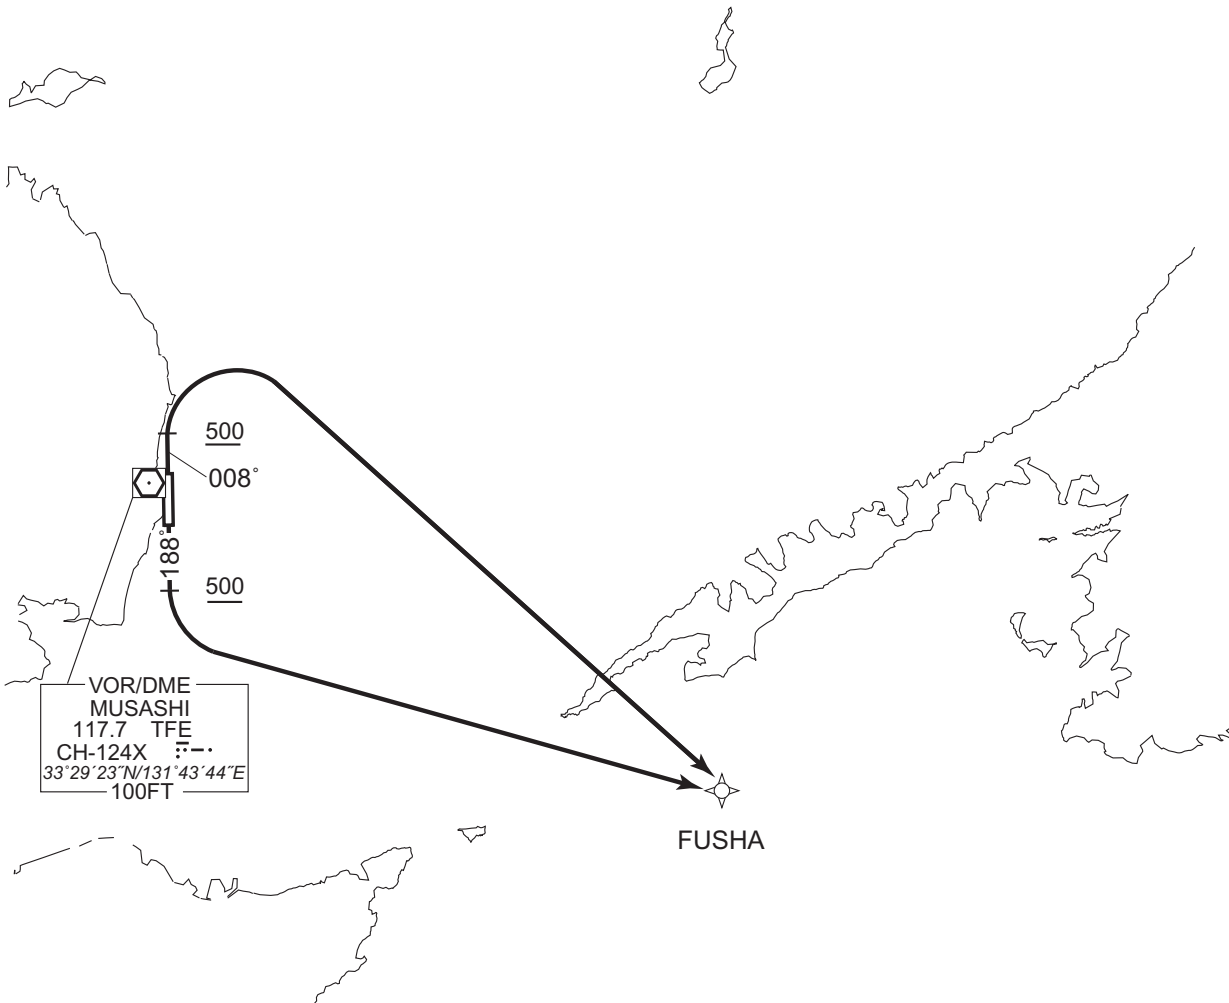 500
008°
188°
500
VOR/DME
MUSASHI
117.7 TFE
CH-124X
33°29′23″N/131°43′44″E
100FT
FUSHA